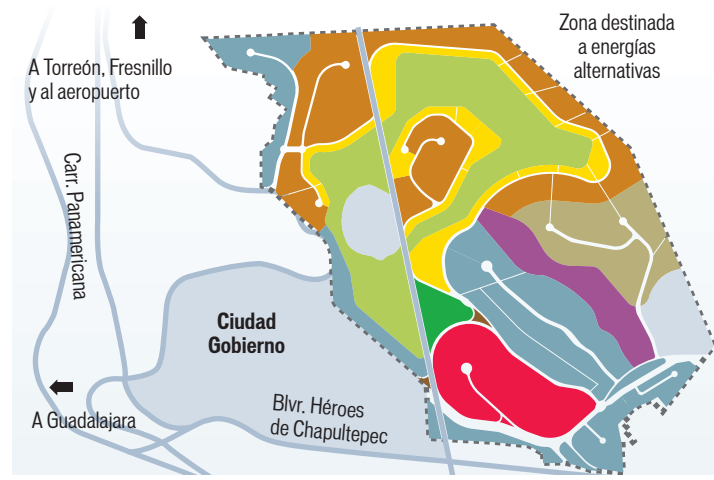 Zona destinada
a energías
alternativas
A Torreón, Fresnillo
y al aeropuerto
Carr. Panamericana
Ciudad
Gobierno
Blvr. Héroes
de Chapultepec
A Guadalajara